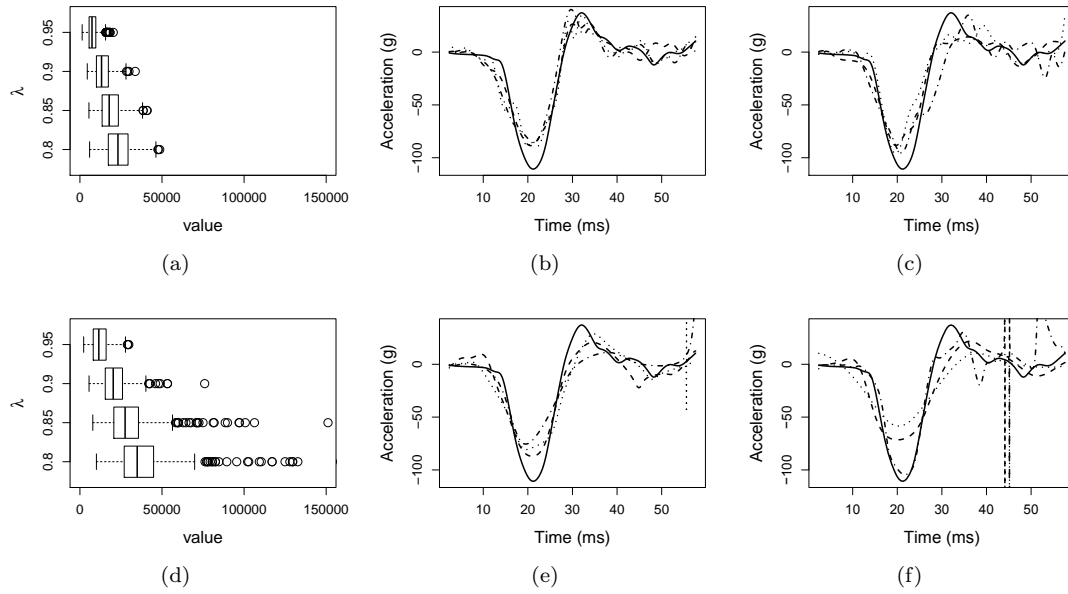 0.95
0.9
0.85
0.8
λ
0 50000 100000 150000
value
(a)
0
−50
−100
Acceleration (g)
10 20 30 40 50
Time (ms)
(b)
0
−50
−100
Acceleration (g)
10 20 30 40 50
Time (ms)
(c)
0.95
0.9
0.85
0.8
λ
0 50000 100000 150000
value
(d)
0
−50
−100
Acceleration (g)
10 20 30 40 50
Time (ms)
(e)
0
−50
−100
Acceleration (g)
10 20 30 40 50
Time (ms)
(f)